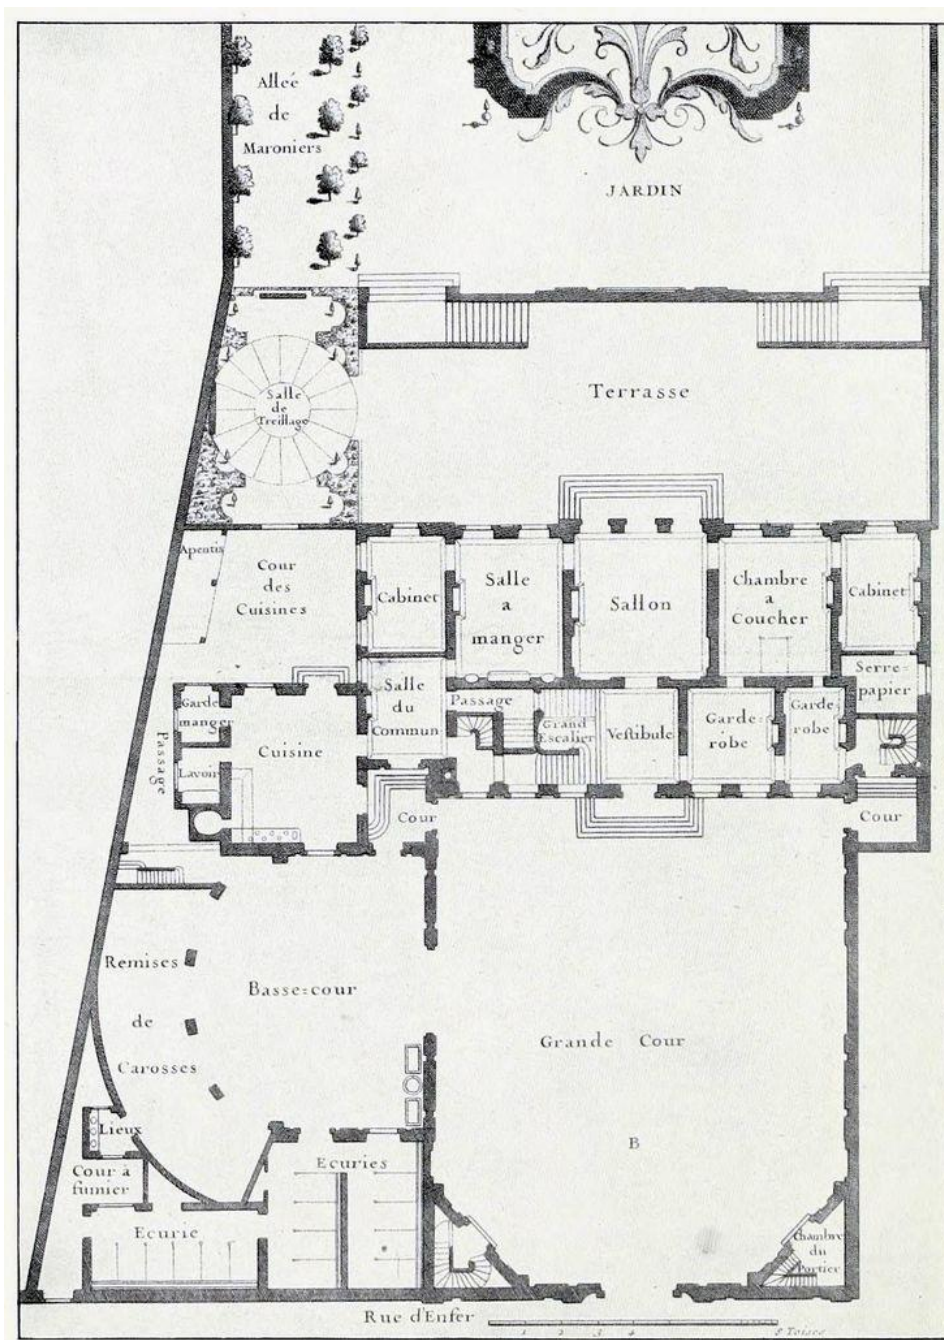 Alleé
de
Maroniers
JARDIN
Terrasse
Salle
de
Treillage
Apentis
Cour
des
Cuisines
Cabinet
Salle
a
manger
Sallon
Chambre
a
Coucher
Cabinet
Serre=
papier
Salle
du
Commun
Passage
Grand
Escalier
Vestibule
Garde=
robe
Garde
robe
Garde
manger
Cuisine
Lavoir
Passage
Cour
Cour
Remises
de
Carosses
Basse=cour
Grande Cour
B
Lieux
Cour à
fumier
Ecurie
Ecuries
Chambre
du
Portier
Rue d'Enfer
1 2 3 4 8 Toises